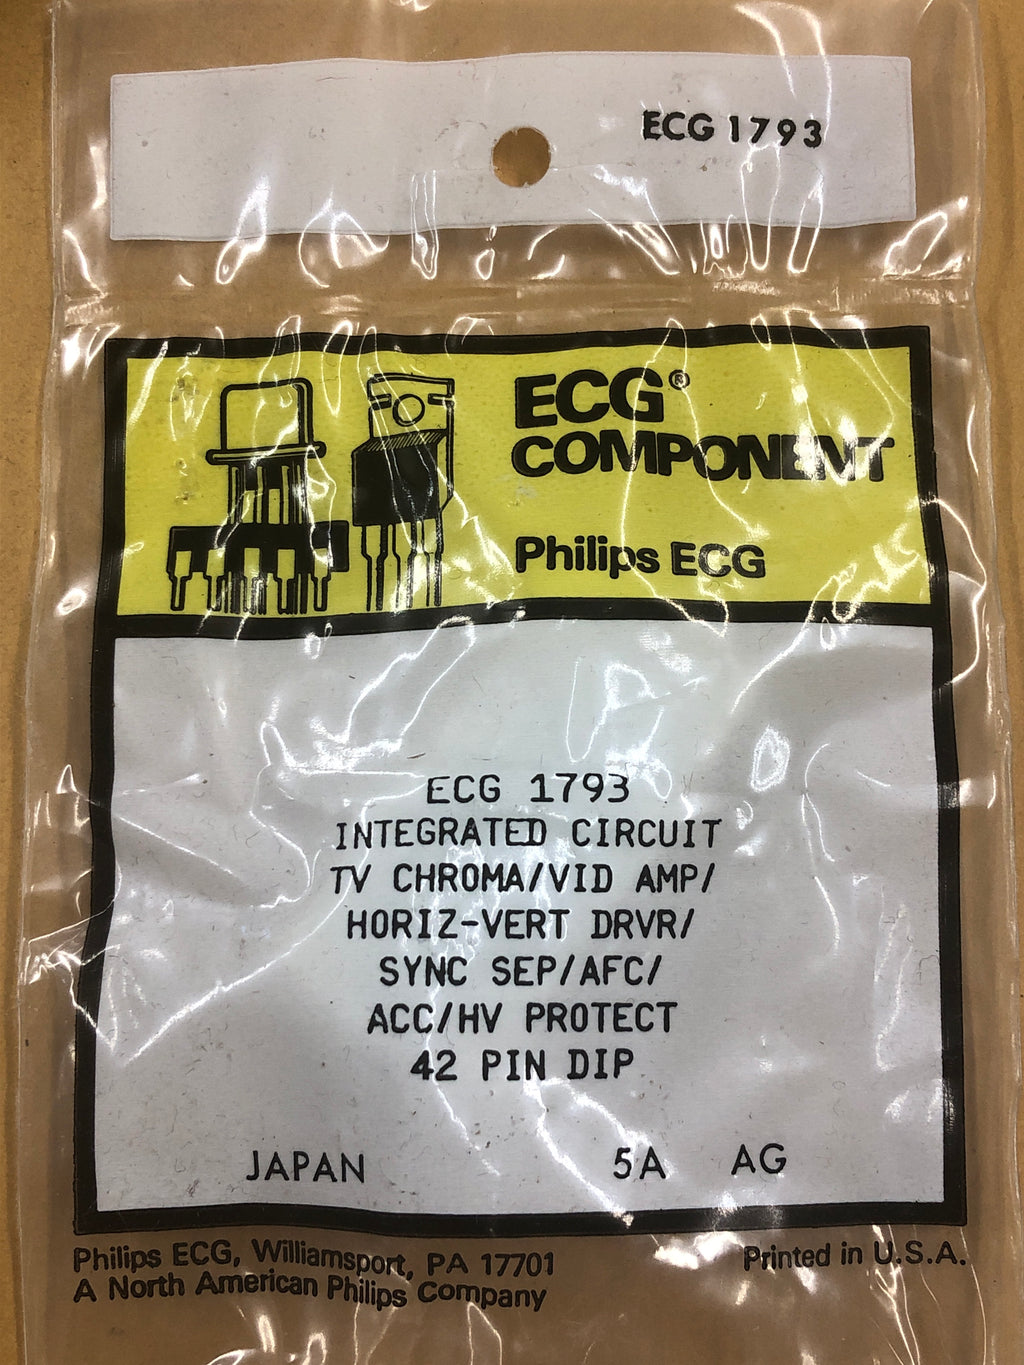 ECG 1793
ECG®
COMPONENT
Philips ECG
ECG 1793
INTEGRATED CIRCUIT
TV CHROMA/VID AMP/
HORIZ-VERT DRVR/
SYNC SEP/AFC/
ACC/HV PROTECT
42 PIN DIP
JAPAN 5A AG
Philips ECG, Williamsport, PA 17701
A North American Philips Company
Printed in U.S.A.